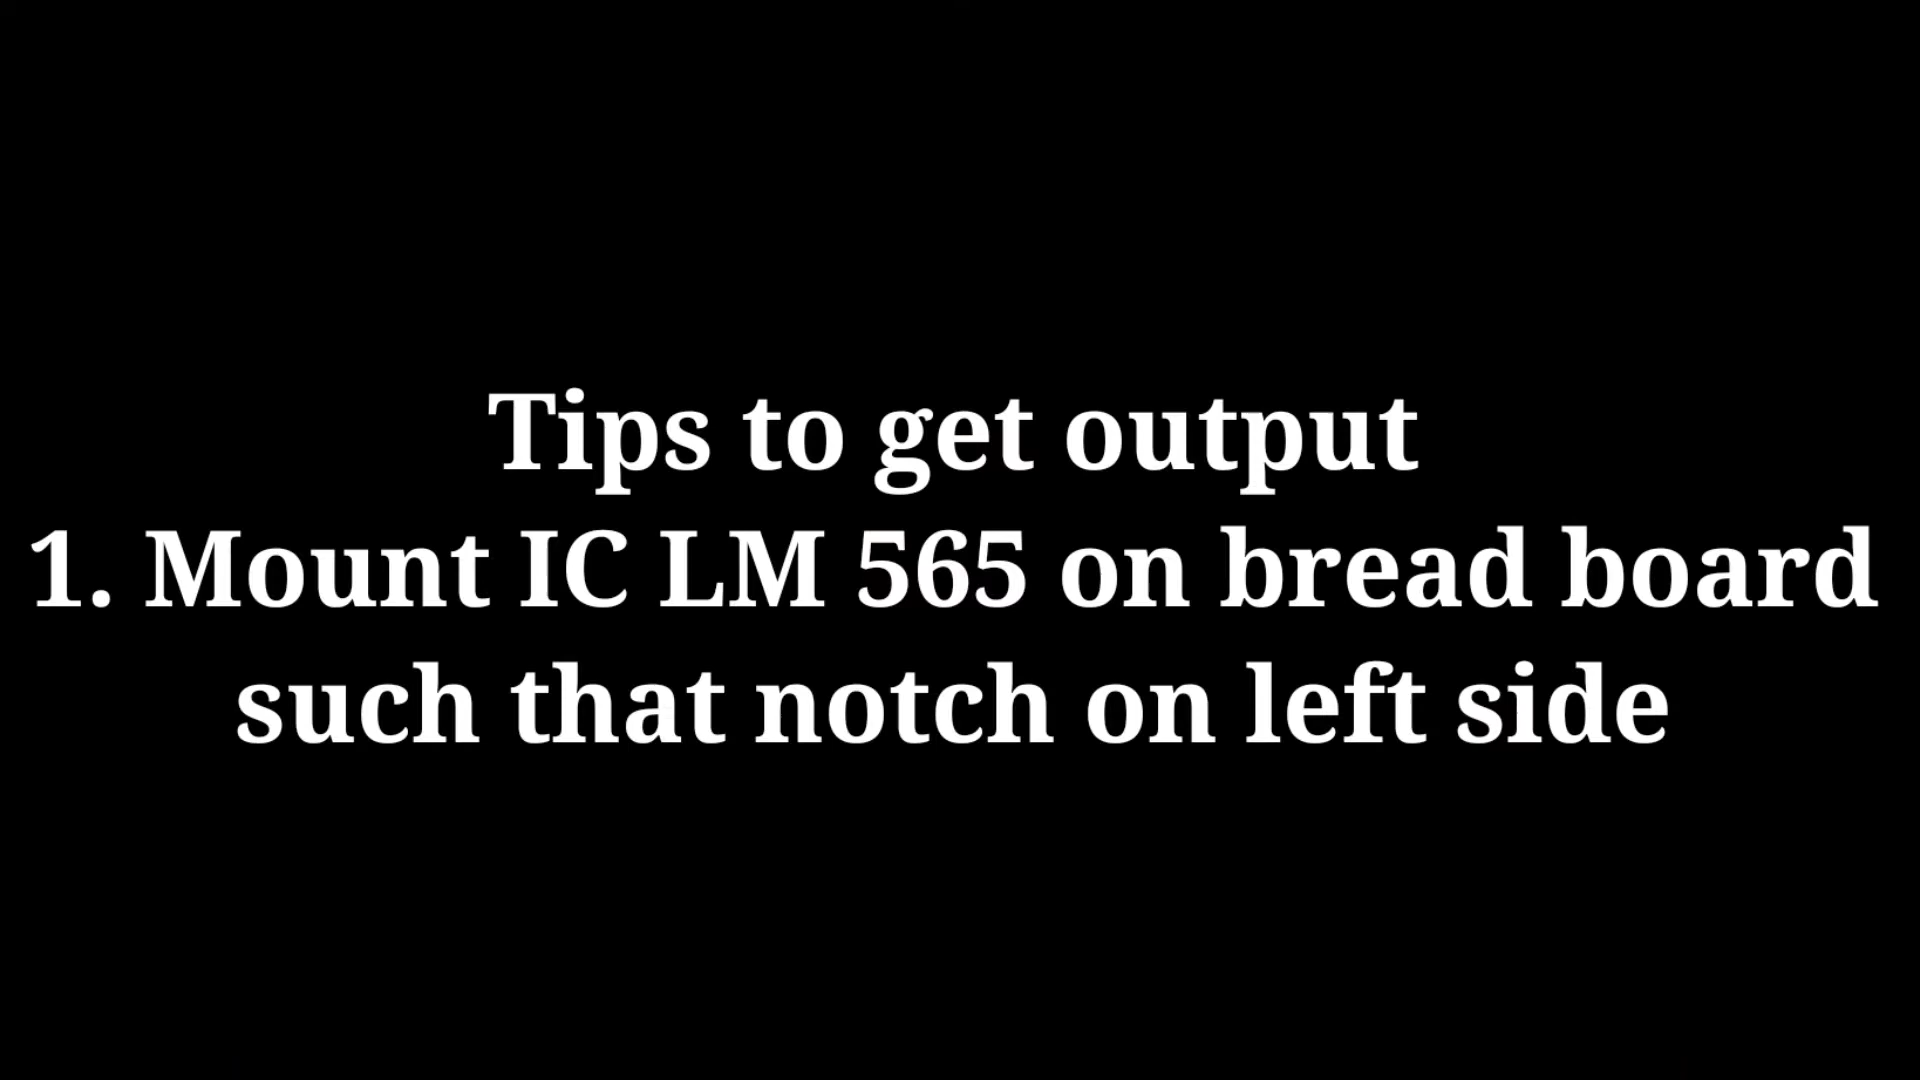 Tips to get output
1. Mount IC LM 565 on bread board
such that notch on left side